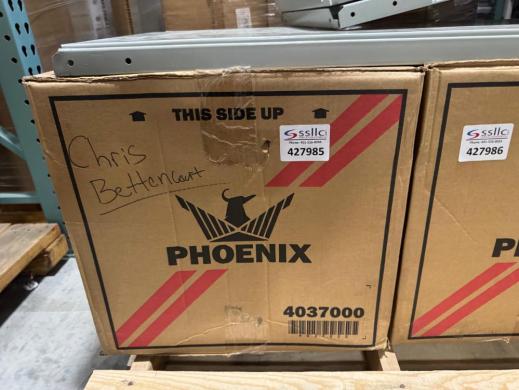 THIS SIDE UP
Chris
Bettencourt
ssllc
427985
PHOENIX
4037000
ssllc
427986
P